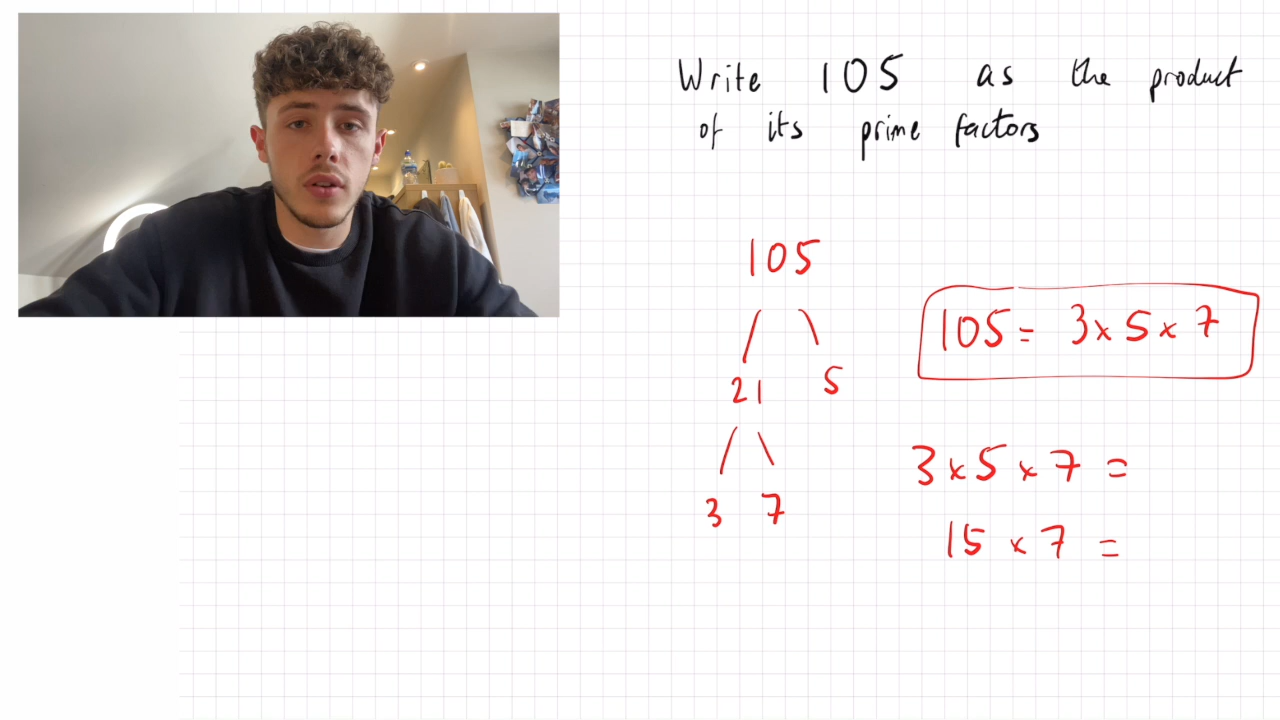 Write 105 as the product
of its prime factors
105
21 5
3 7
105 = 3 x 5 x 7
3 x 5 x 7 =
15 x 7 =